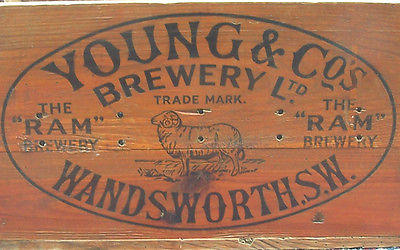 YOUNG & CO'S
BREWERY LTD
TRADE MARK.
THE "RAM" BREWERY
THE "RAM" BREWERY
WANDSWORTH, S.W.